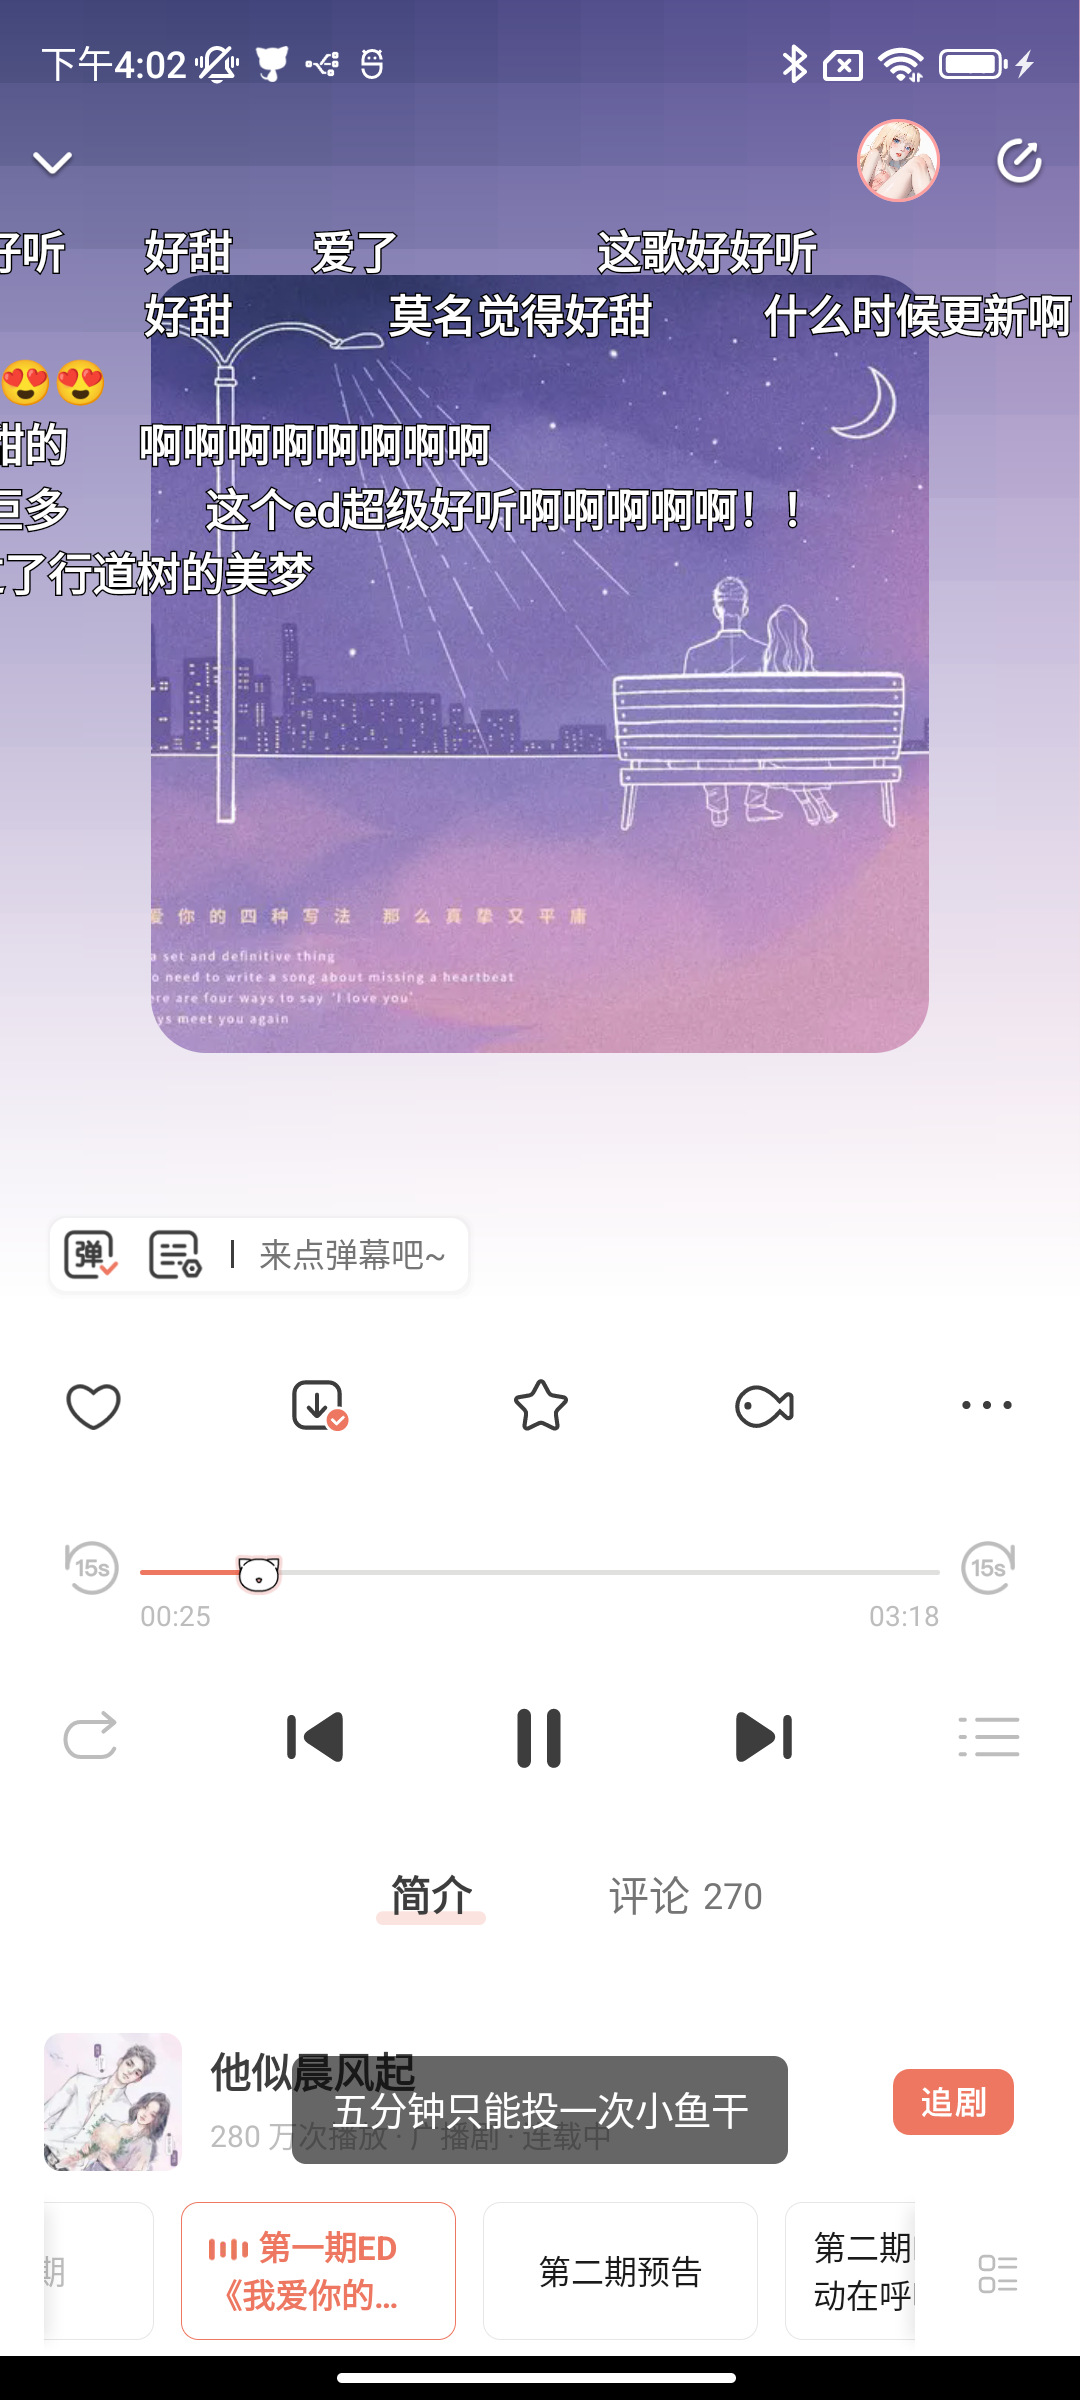 下午4:02
好听 好甜 爱了 这歌好好听
好甜 莫名觉得好甜 什么时候更新啊
😍😍
甜的 啊啊啊啊啊啊啊啊
巨多 这个ed超级好听啊啊啊啊啊！！
了行道树的美梦
爱你的四种写法 那么真挚又平庸
a set and definitive thing
o need to write a song about missing a heartbeat
ere are four ways to say 'I love you'
ys meet you again
弹 来点弹幕吧~
15s 15s
00:25 03:18
简介 评论 270
他似晨风起
追剧
五分钟只能投一次小鱼干
280 万次播放 · 广播剧 · 连载中
期
第一期ED
《我爱你的...
第二期预告
第二期
动在呼